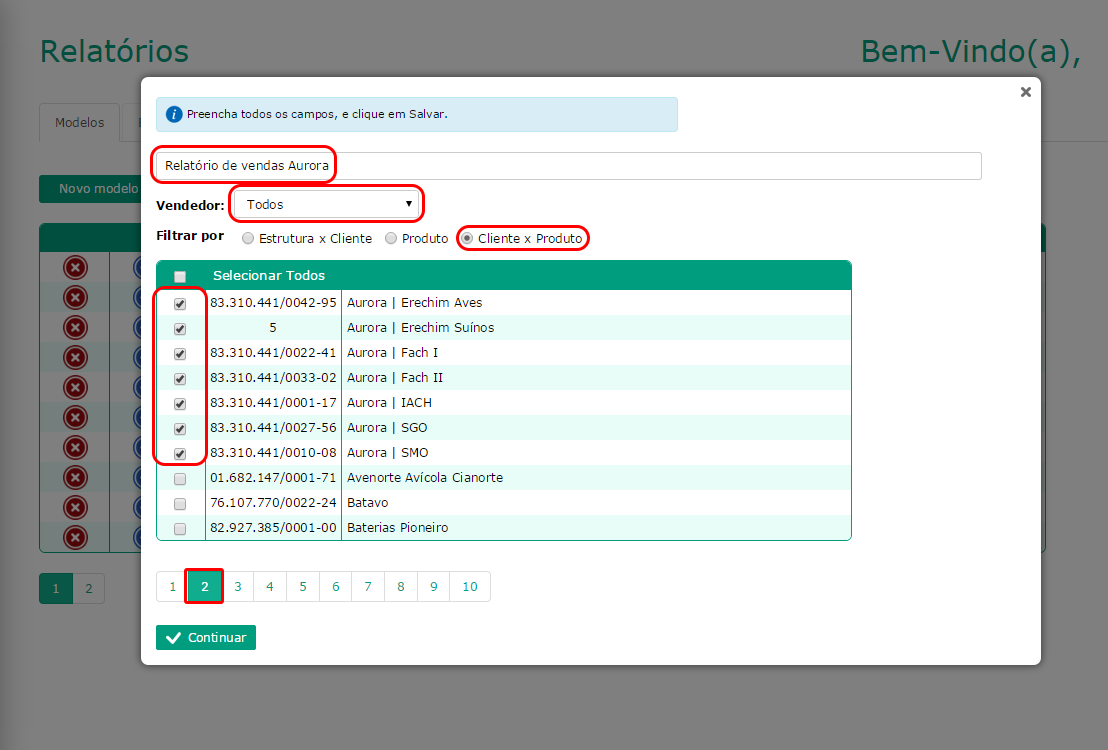 Relatórios
Bem-Vindo(a),
Modelos
Preencha todos os campos, e clique em Salvar.
Relatório de vendas Aurora
Novo modelo
Vendedor: Todos
Filtrar por Estrutura x Cliente Produto Cliente x Produto
Selecionar Todos
83.310.441/0042-95 Aurora | Erechim Aves
5 Aurora | Erechim Suínos
83.310.441/0022-41 Aurora | Fach I
83.310.441/0033-02 Aurora | Fach II
83.310.441/0001-17 Aurora | IACH
83.310.441/0027-56 Aurora | SGO
83.310.441/0010-08 Aurora | SMO
01.682.147/0001-71 Avenorte Avícola Cianorte
76.107.770/0022-24 Batavo
82.927.385/0001-00 Baterias Pioneiro
1 2 3 4 5 6 7 8 9 10
1 2
Continuar